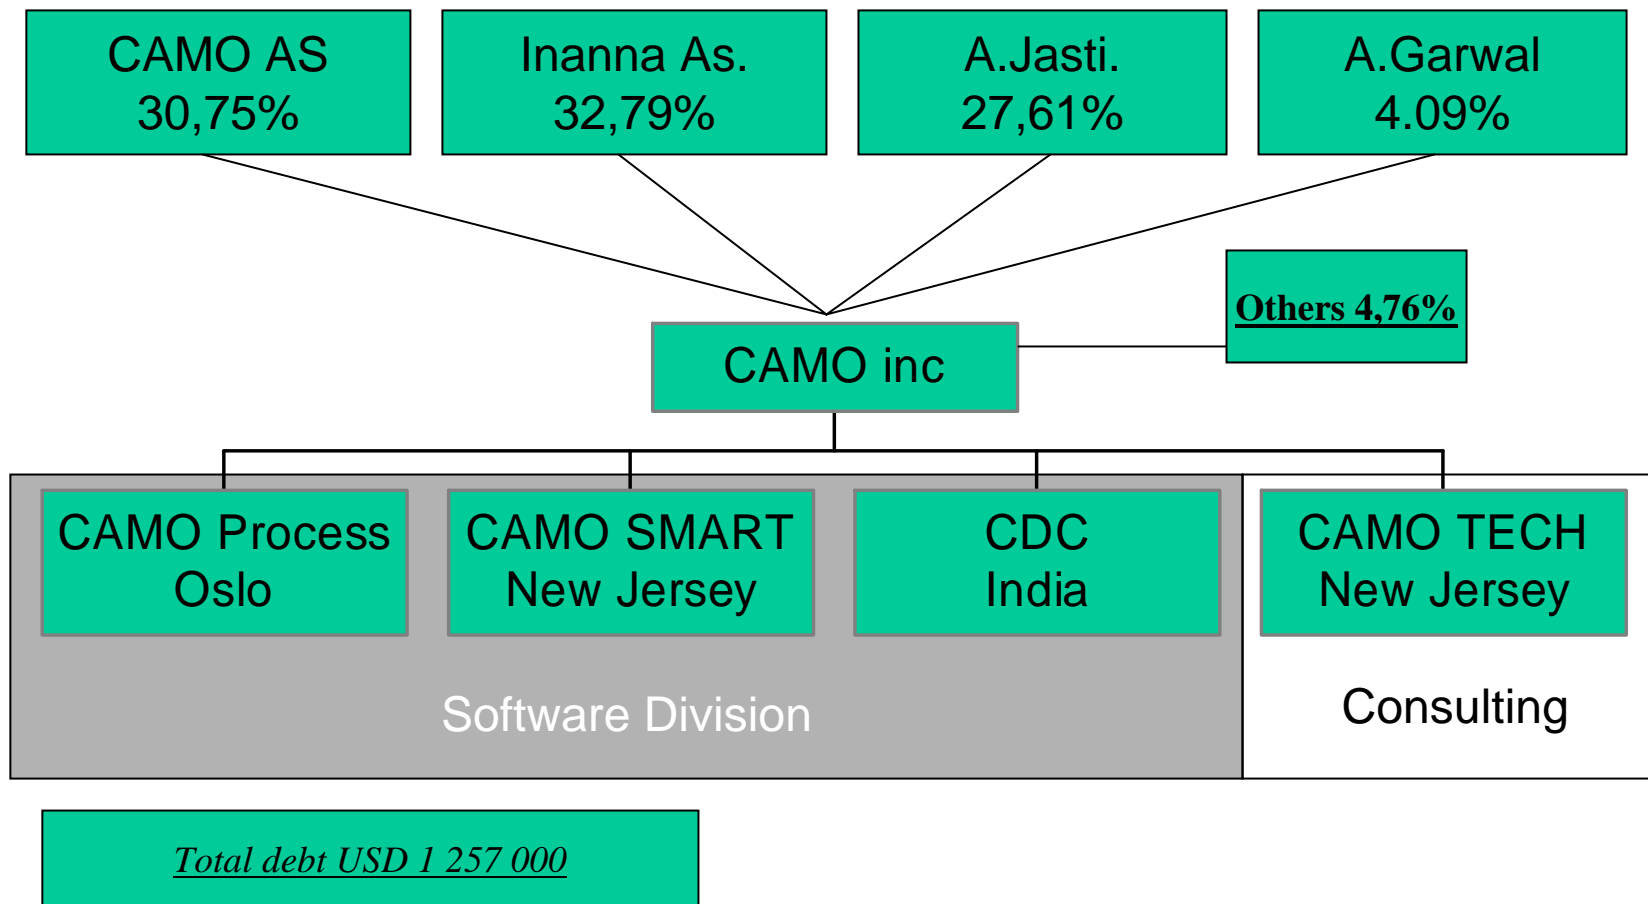 CAMO AS
30,75%
Inanna As.
32,79%
A.Jasti.
27,61%
A.Garwal
4.09%
Others 4,76%
CAMO inc
CAMO Process
Oslo
CAMO SMART
New Jersey
CDC
India
CAMO TECH
New Jersey
Software Division
Consulting
Total debt USD 1 257 000